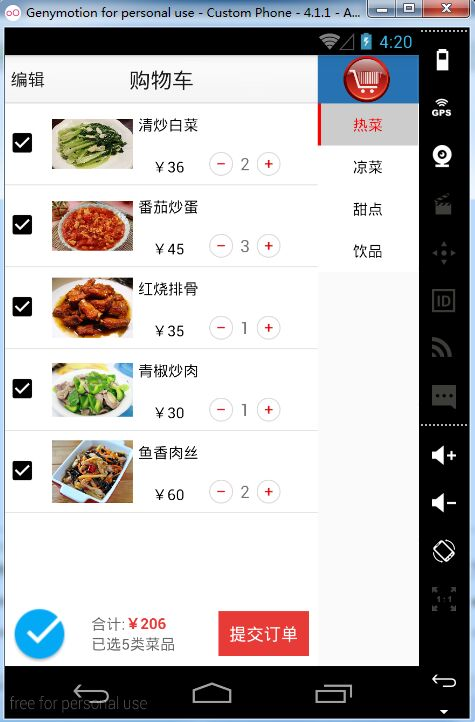 Genymotion for personal use - Custom Phone - 4.1.1 - A...
4:20
编辑
购物车
清炒白菜
￥36
2
番茄炒蛋
￥45
3
红烧排骨
￥35
1
青椒炒肉
￥30
1
鱼香肉丝
￥60
2
合计:￥206
已选5类菜品
提交订单
热菜
凉菜
甜点
饮品
GPS
ID
1:1
free for personal use